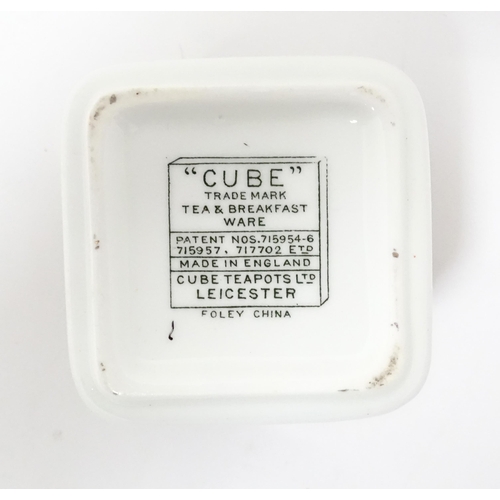 "CUBE"
TRADE MARK
TEA & BREAKFAST
WARE
PATENT NOS. 715954-6
715957, 717702 ETD
MADE IN ENGLAND
CUBE TEAPOTS LTD
LEICESTER
FOLEY CHINA